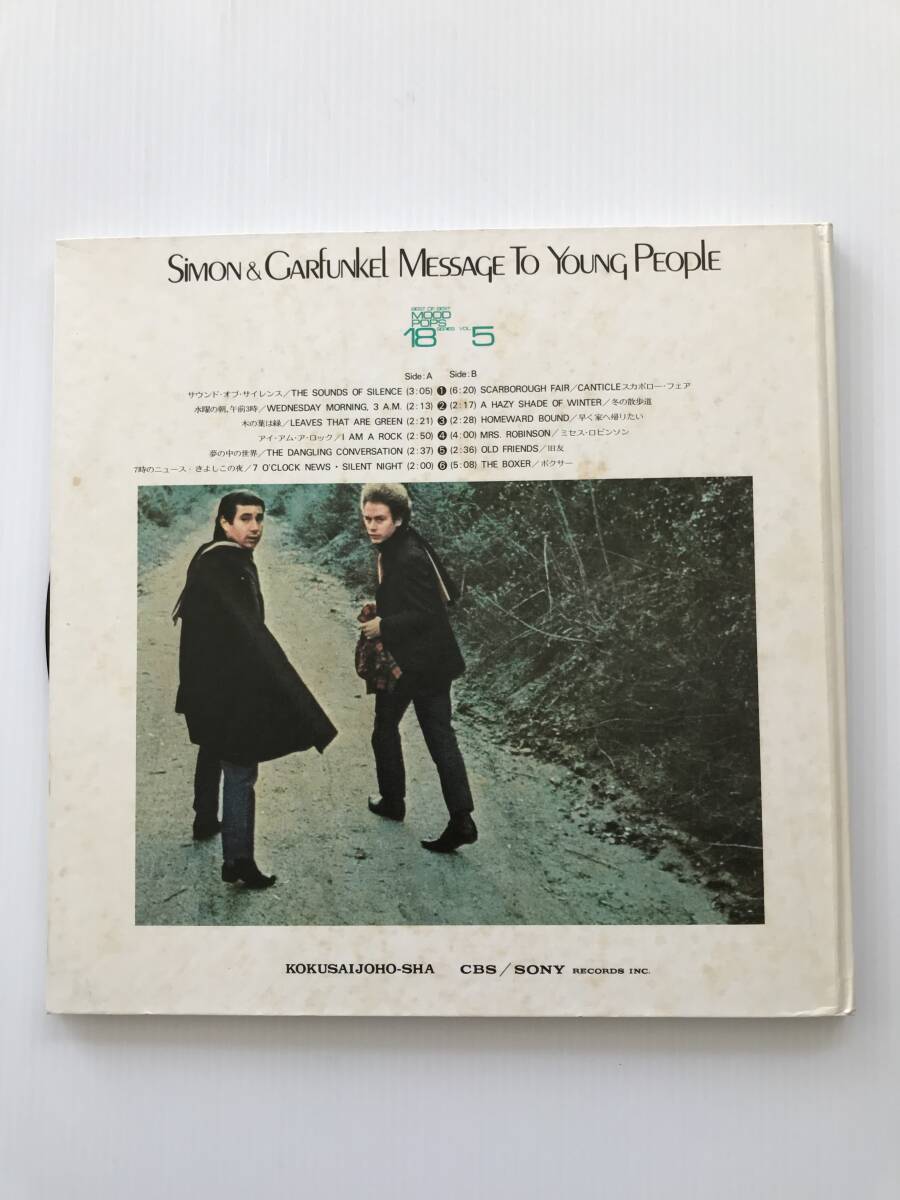 Simon & Garfunkel Message To Young People
BEST OF BEST
MOOD
POPS
18 SERIES VOL. 5
Side: A Side: B
サウンド・オブ・サイレンス/THE SOUNDS OF SILENCE (3:05) ❶ (6:20) SCARBOROUGH FAIR/CANTICLEスカボロー・フェア
水曜の朝,午前3時/WEDNESDAY MORNING, 3 A.M. (2:13) ❷ (2:17) A HAZY SHADE OF WINTER/冬の散歩道
木の葉は緑/LEAVES THAT ARE GREEN (2:21) ❸ (2:28) HOMEWARD BOUND/早く家へ帰りたい
アイ・アム・ア・ロック/I AM A ROCK (2:50) ❹ (4:00) MRS. ROBINSON/ミセス・ロビンソン
夢の中の世界/THE DANGLING CONVERSATION (2:37) ❺ (2:36) OLD FRIENDS/旧友
7時のニュース・きよしこの夜/7 O'CLOCK NEWS・SILENT NIGHT (2:00) ❻ (5:08) THE BOXER/ボクサー
KOKUSAIJOHO-SHA CBS/SONY RECORDS INC.